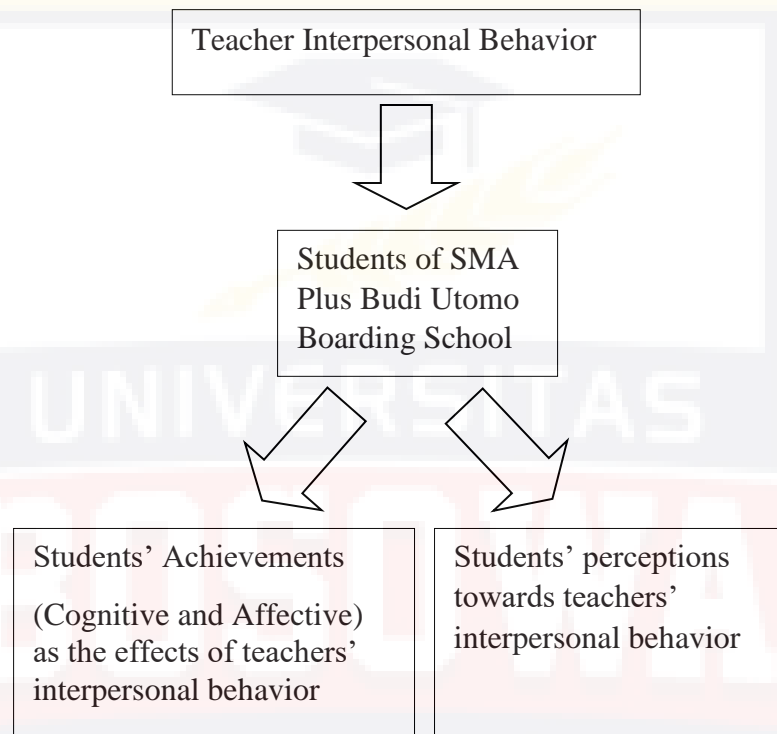 Teacher Interpersonal Behavior
Students of SMA
Plus Budi Utomo
Boarding School
UNIVERSITAS
BOSOWA
Students’ Achievements
(Cognitive and Affective)
as the effects of teachers’
interpersonal behavior
Students’ perceptions
towards teachers’
interpersonal behavior